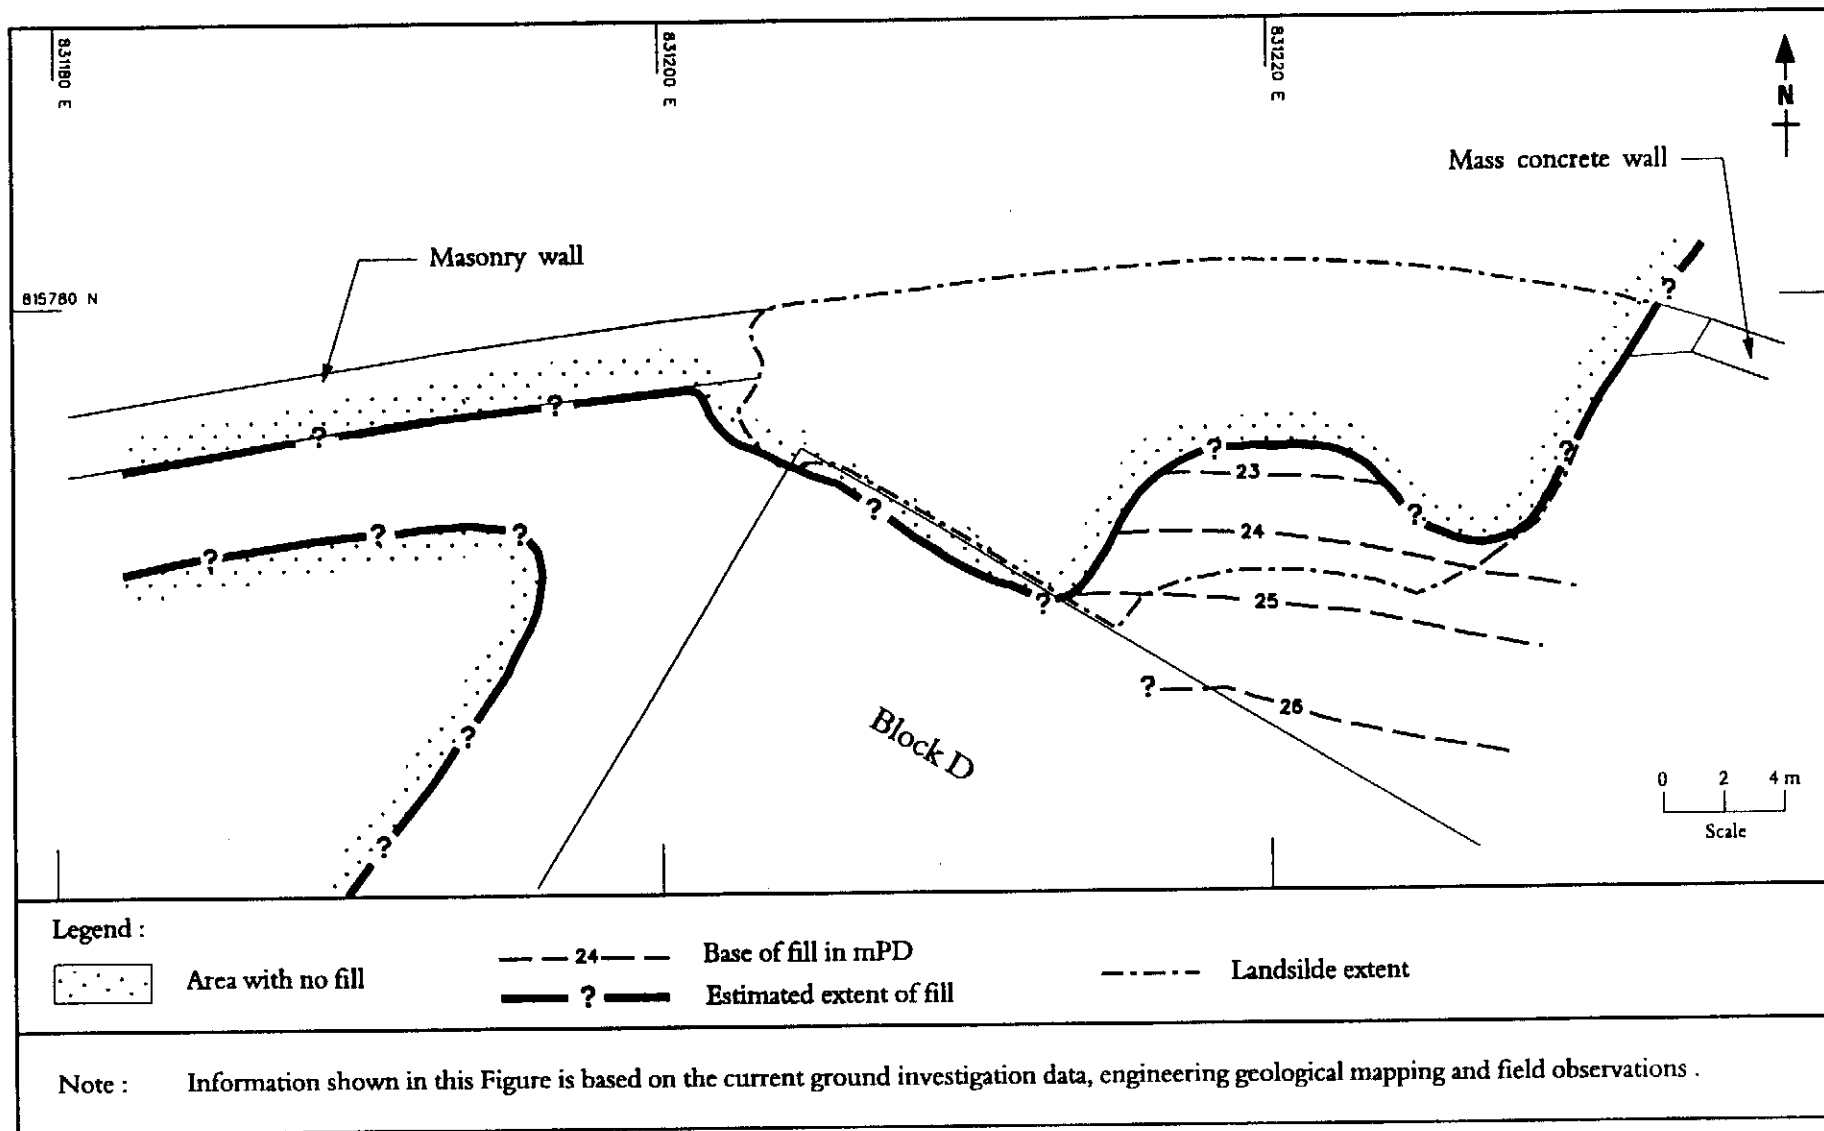 831180 E
831200 E
831220 E
N
Mass concrete wall
Masonry wall
815780 N
?
?
?
?
23
?
?
?
?
24
?
?
?
25
?
?
26
?
Block D
?
0 2 4 m
Scale
Legend :
Area with no fill
24 Base of fill in mPD
? Estimated extent of fill
Landsilde extent
Note : Information shown in this Figure is based on the current ground investigation data, engineering geological mapping and field observations .